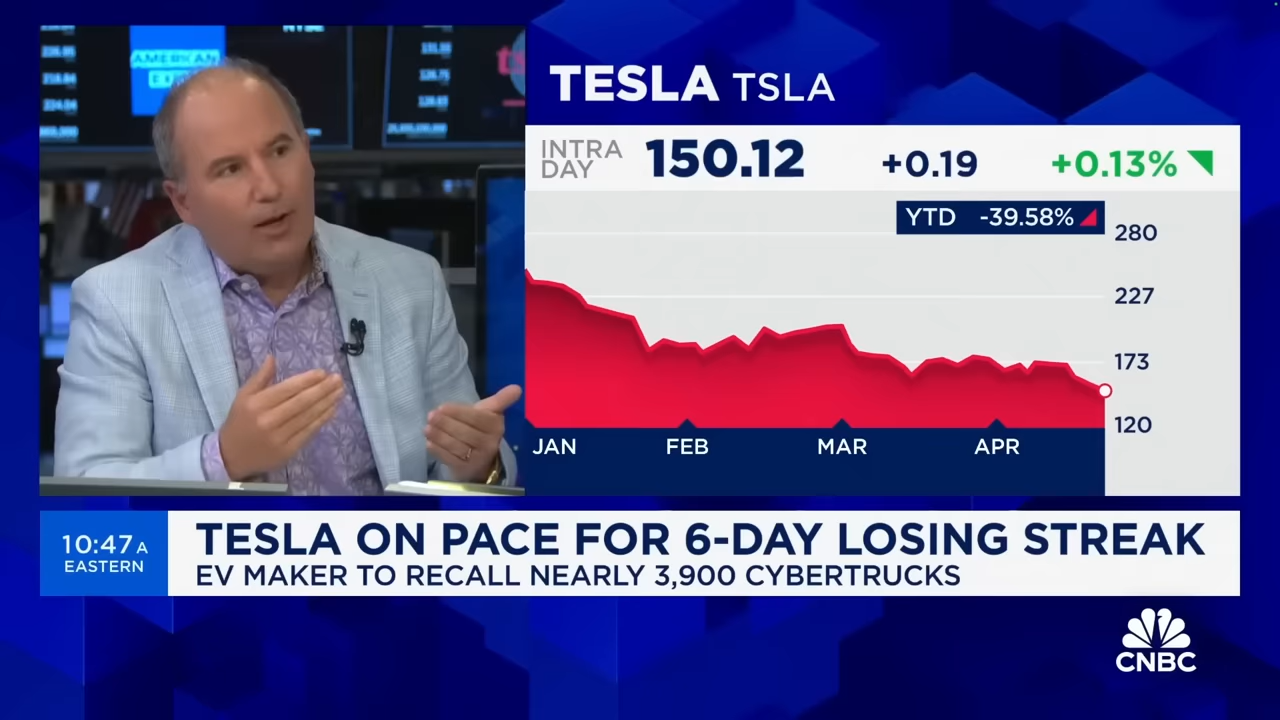 AMERICAN
TESLA TSLA
INTRA
DAY
150.12 +0.19 +0.13%
YTD -39.58%
280
227
173
120
JAN FEB MAR APR
10:47 A
EASTERN
TESLA ON PACE FOR 6-DAY LOSING STREAK
EV MAKER TO RECALL NEARLY 3,900 CYBERTRUCKS
CNBC